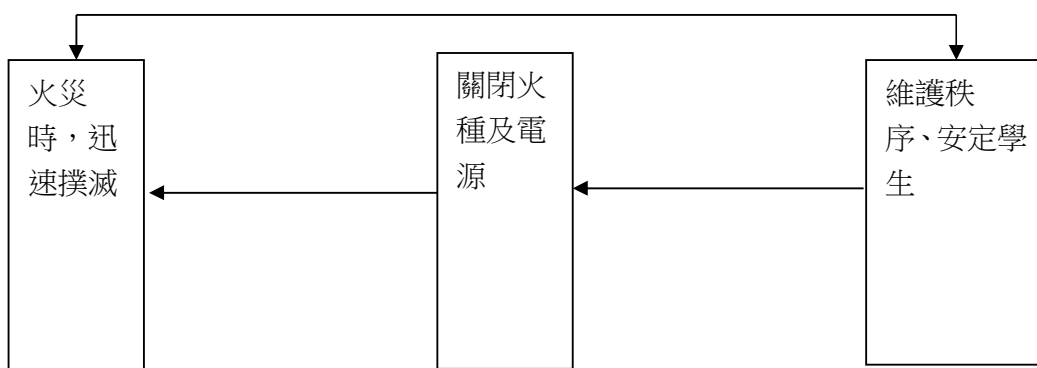 火災
時，迅
速撲滅
關閉火
種及電
源
維護秩
序、安定學
生